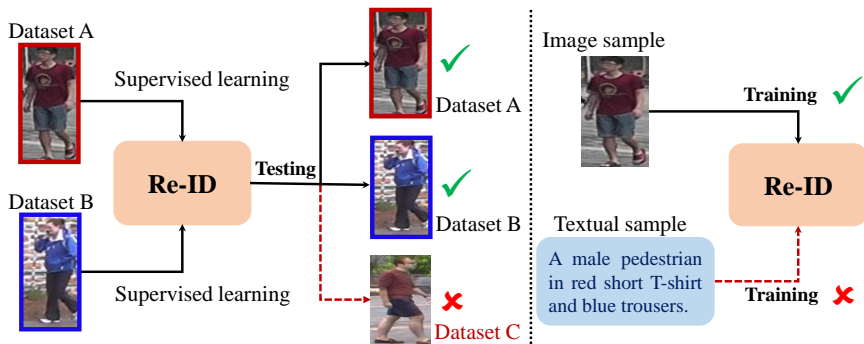 Dataset A
Supervised learning
Re-ID
Dataset B
Supervised learning
Testing
Dataset A
Dataset B
Dataset C
Image sample
Training
Re-ID
Textual sample
A male pedestrian
in red short T-shirt
and blue trousers.
Training